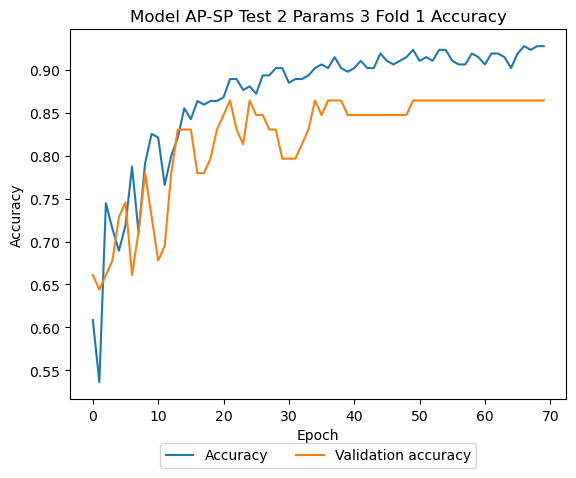 Model AP-SP Test 2 Params 3 Fold 1 Accuracy
Accuracy
0.90
0.85
0.80
0.75
0.70
0.65
0.60
0.55
0 10 20 30 40 50 60 70
Epoch
Accuracy Validation accuracy